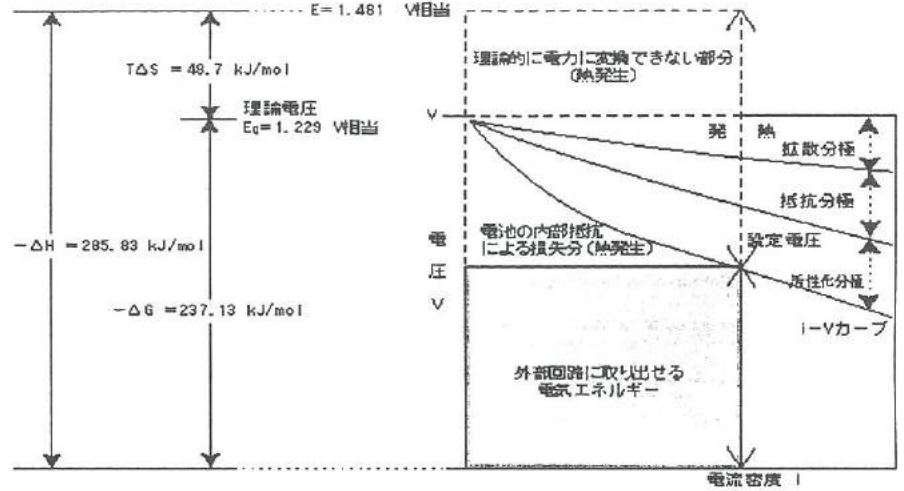 E=1.481 V相当
TΔS =48.7 kJ/mol
理論電圧
E₀=1.229 V相当
−ΔH =285.83 kJ/mol
−ΔG =237.13 kJ/mol
理論的に電力に変換できない部分
(熱発生)
V
発 熱
拡散分極
抵抗分極
電池の内部抵抗
による損失分(熱発生)
設定電圧
活性化分極
電
圧
V
i−Vカーブ
外部回路に取り出せる
電気エネルギー
電流密度 i